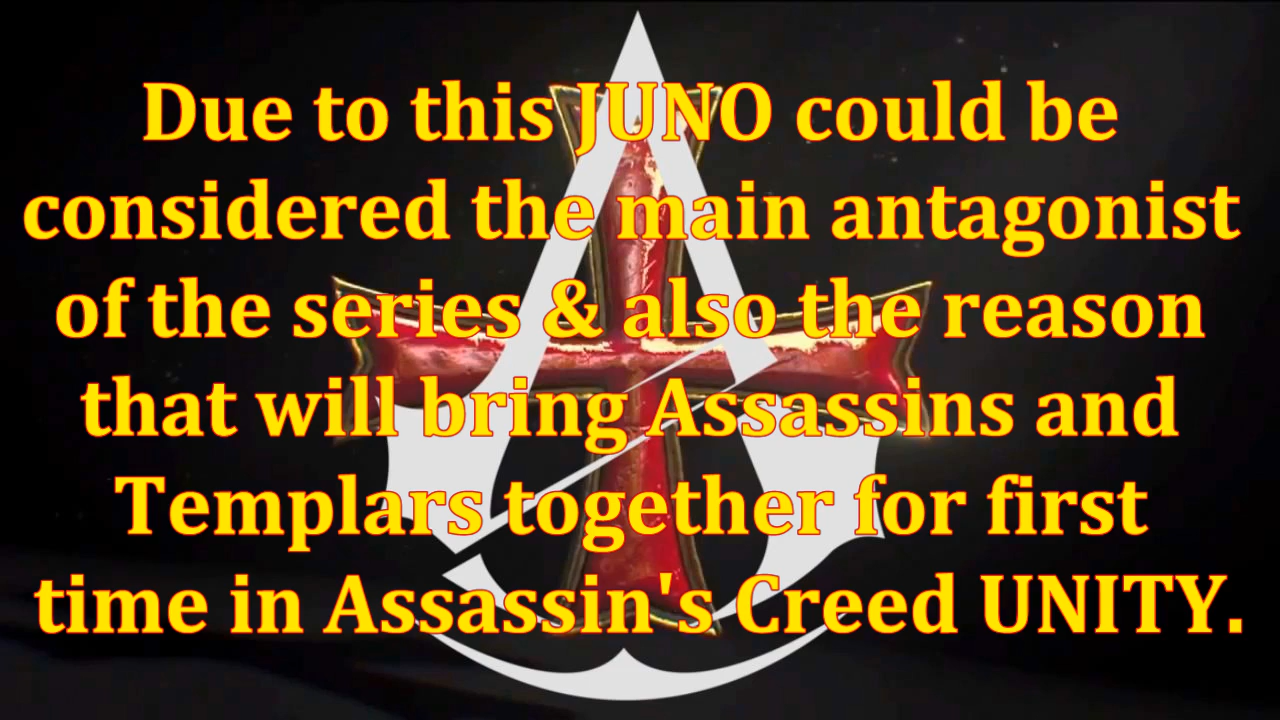 Due to this JUNO could be
considered the main antagonist
of the series & also the reason
that will bring Assassins and
Templars together for first
time in Assassin's Creed UNITY.